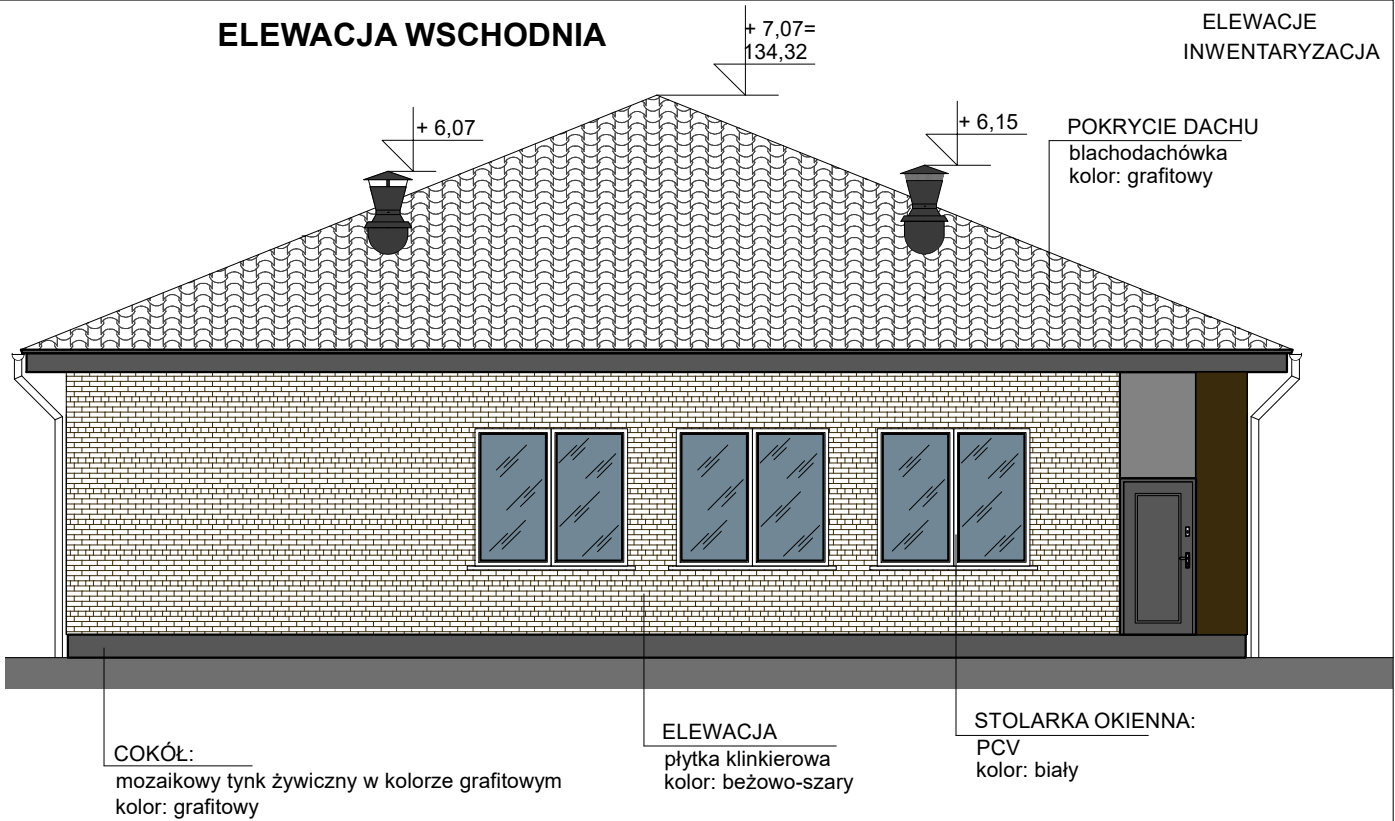 ELEWACJA WSCHODNIA
+ 7,07=
134,32
ELEWACJE
INWENTARYZACJA
+ 6,07
+ 6,15
POKRYCIE DACHU
blachodachówka
kolor: grafitowy
COKÓŁ:
mozaikowy tynk żywiczny w kolorze grafitowym
kolor: grafitowy
ELEWACJA
płytka klinkierowa
kolor: beżowo-szary
STOLARKA OKIENNA:
PCV
kolor: biały